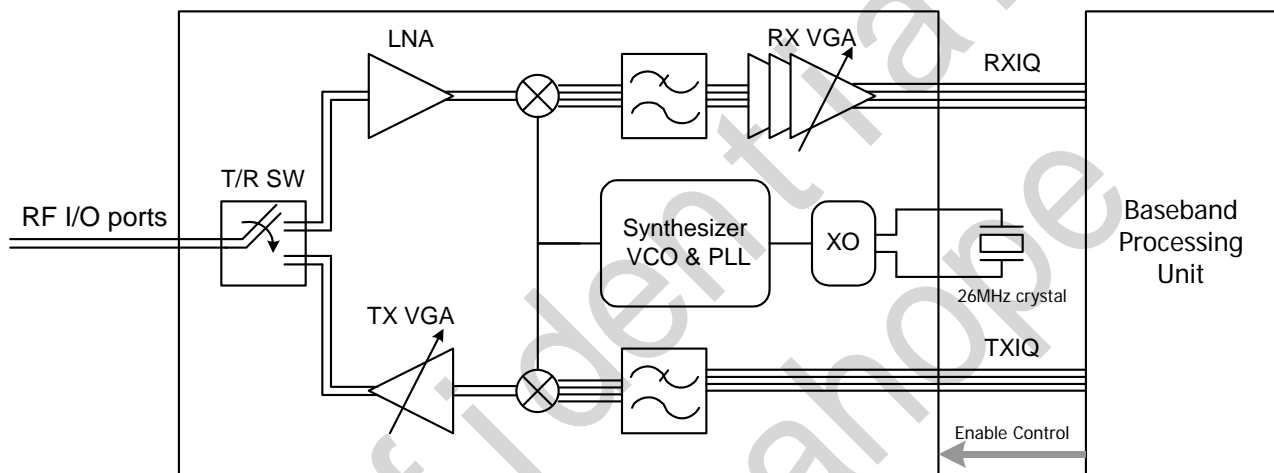 LNA
RX VGA
RXIQ
T/R SW
RF I/O ports
Synthesizer
VCO & PLL
XO
26MHz crystal
Baseband
Processing
Unit
TX VGA
TXIQ
Enable Control